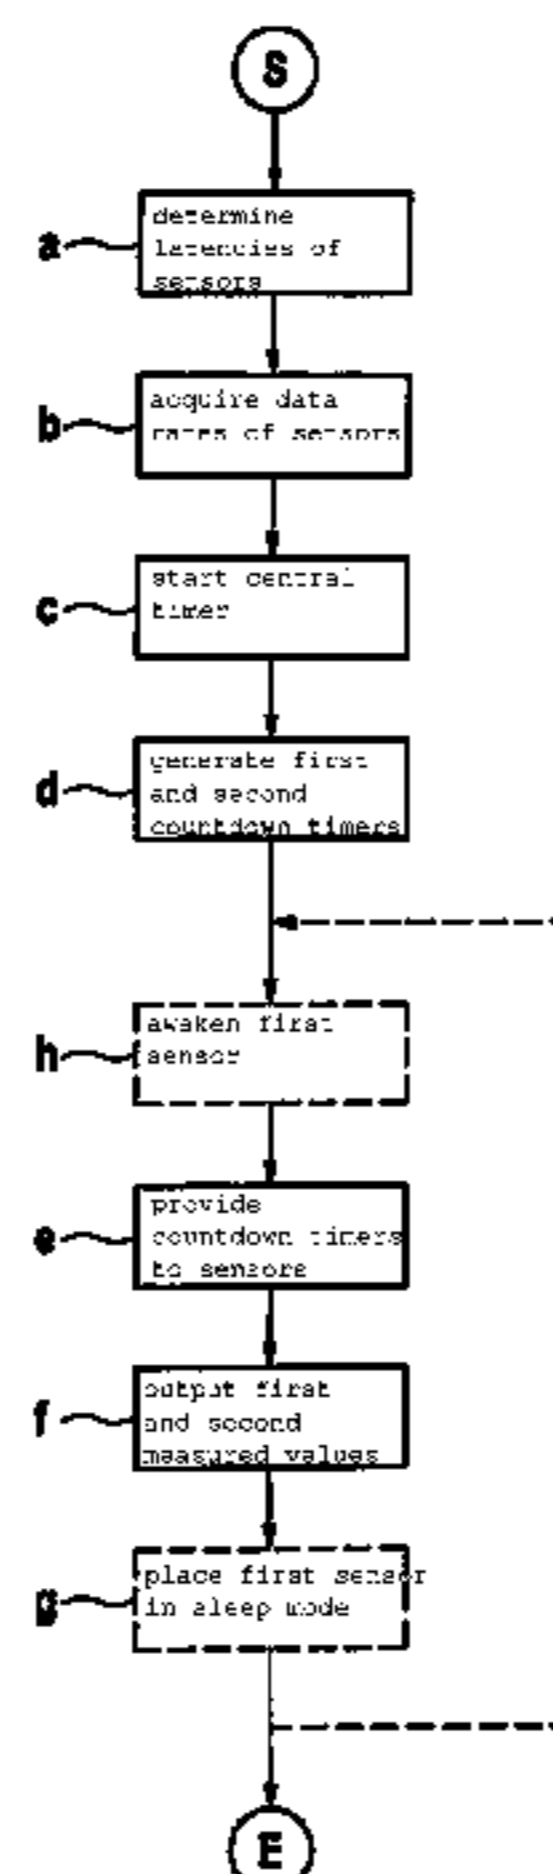 S
a
determine
latencies of
sensors
b
acquire data
rates of sensors
c
start central
timer
d
generate first
and second
countdown timers
h
awaken first
sensor
e
provide
countdown timers
to sensors
f
output first
and second
measured values
g
place first sensor
in sleep mode
E